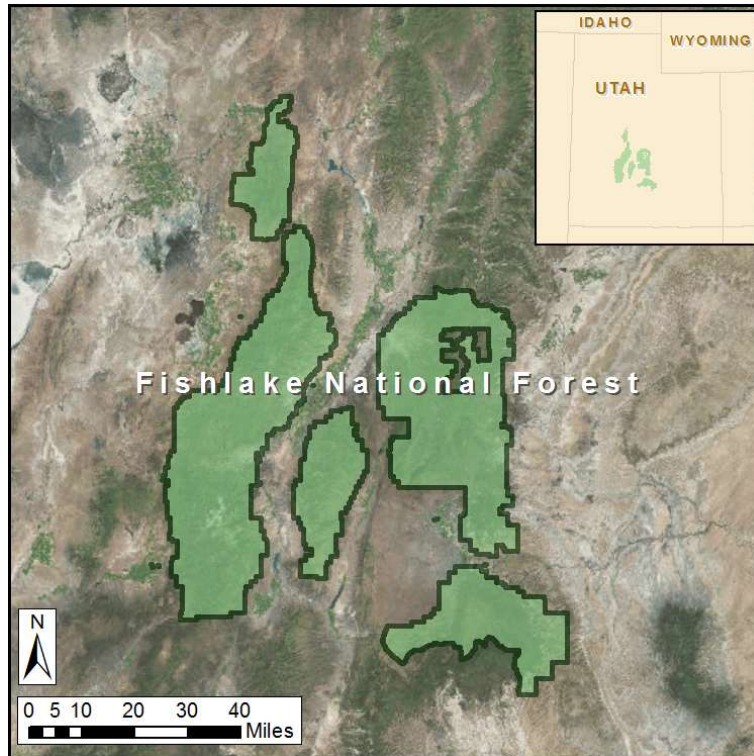 IDAHO
WYOMING
UTAH
Fishlake National Forest
N
0 5 10 20 30 40
Miles